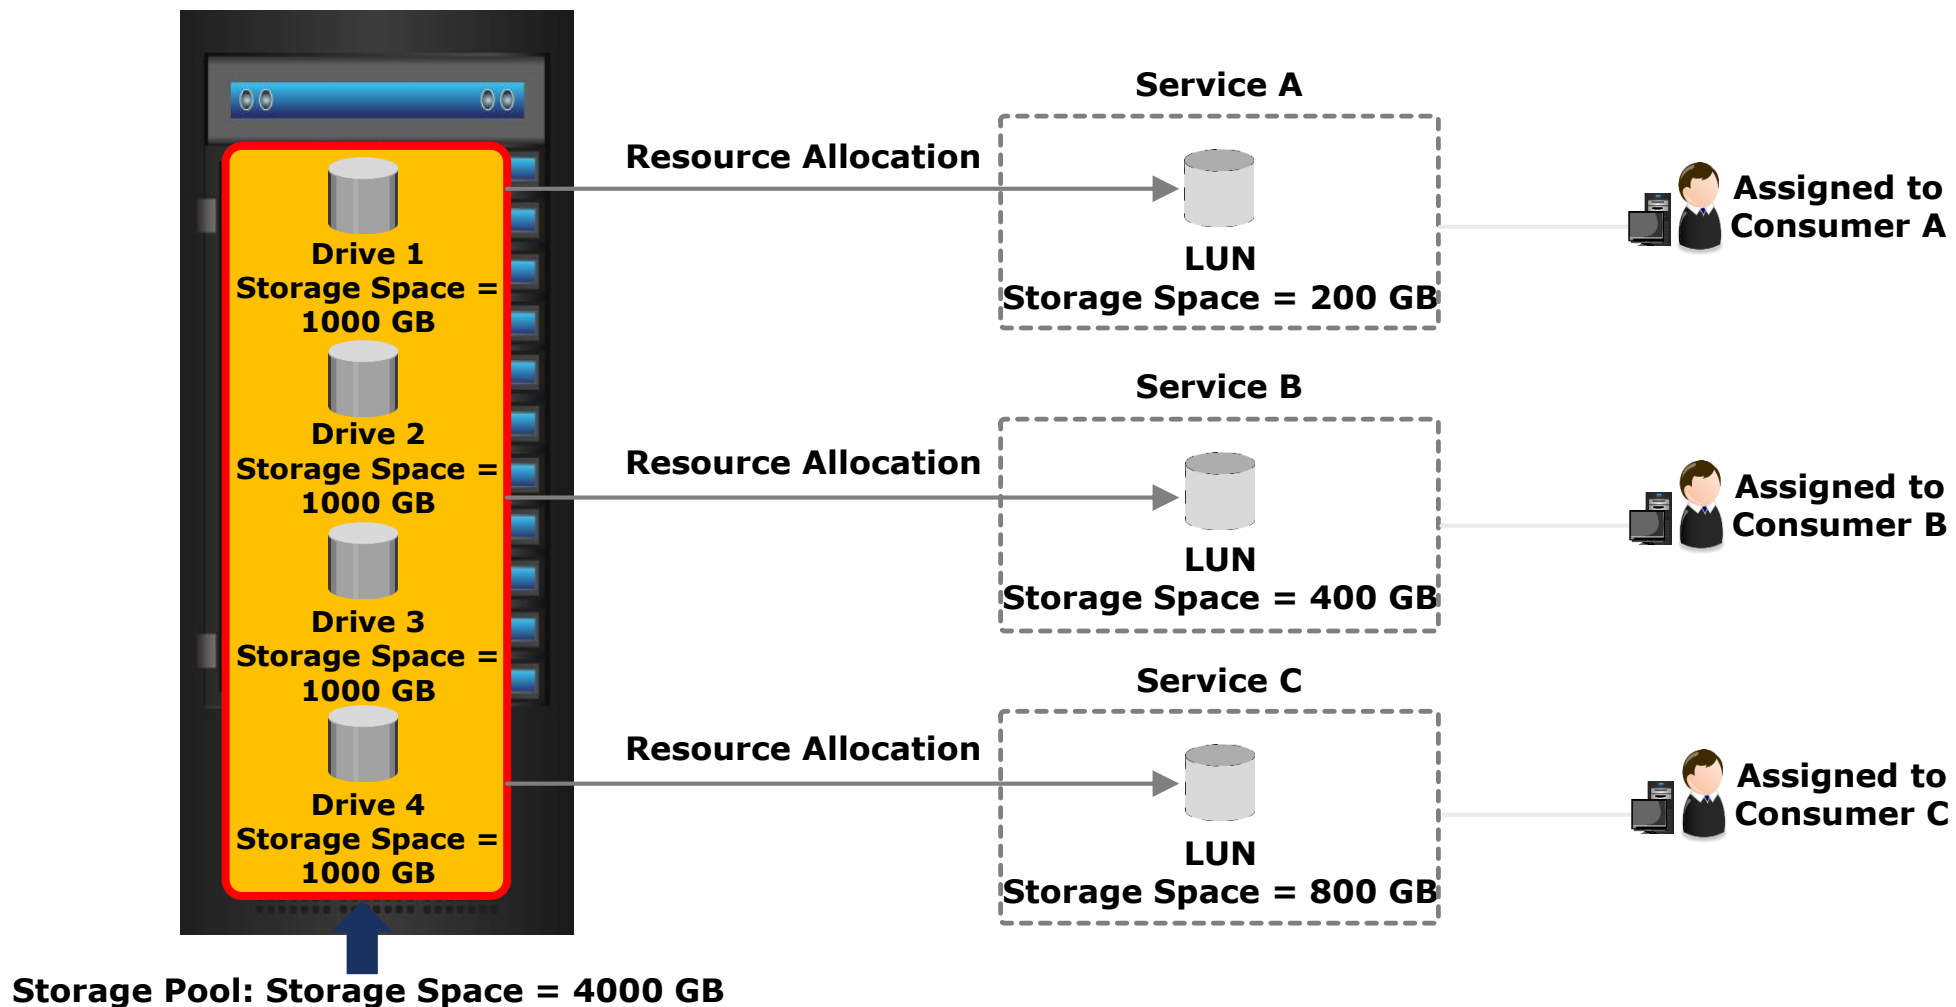 Drive 1
Storage Space =
1000 GB
Drive 2
Storage Space =
1000 GB
Drive 3
Storage Space =
1000 GB
Drive 4
Storage Space =
1000 GB
Storage Pool: Storage Space = 4000 GB
Resource Allocation
Service A
LUN
Storage Space = 200 GB
Assigned to
Consumer A
Resource Allocation
Service B
LUN
Storage Space = 400 GB
Assigned to
Consumer B
Resource Allocation
Service C
LUN
Storage Space = 800 GB
Assigned to
Consumer C